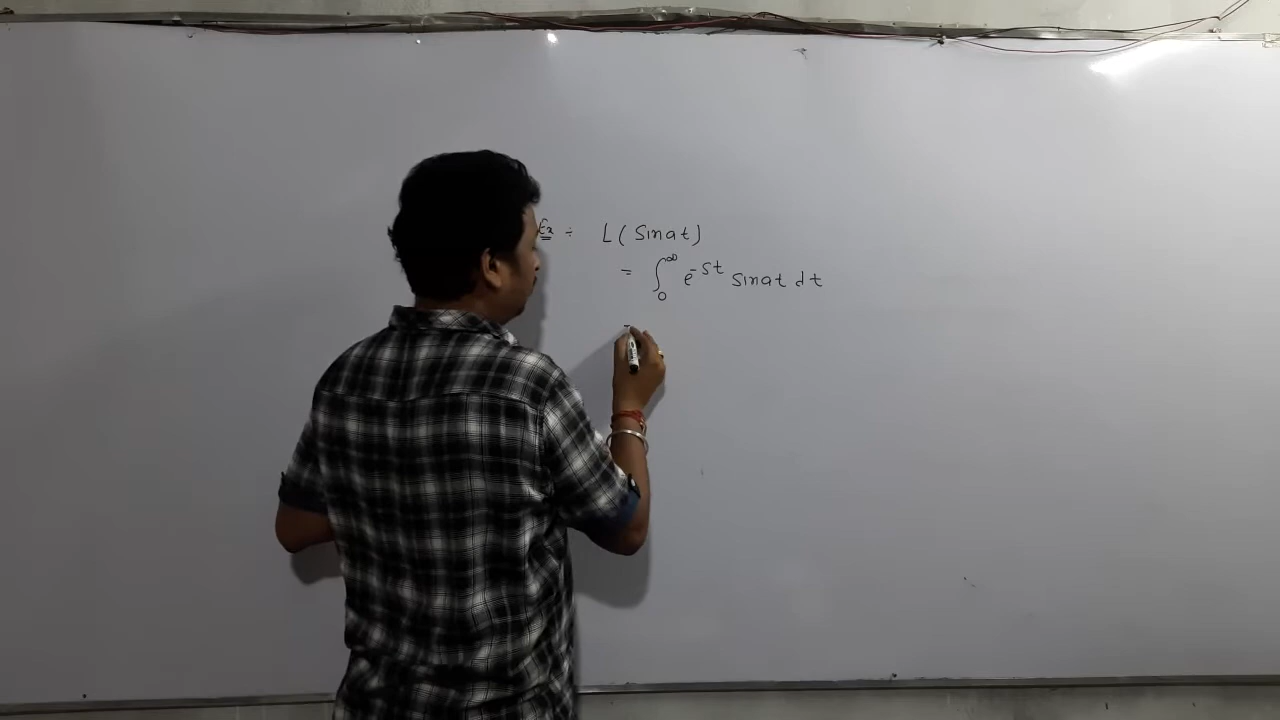 Ex ÷ L(Sinat)
= ∫₀^∞ e^-st Sinat dt